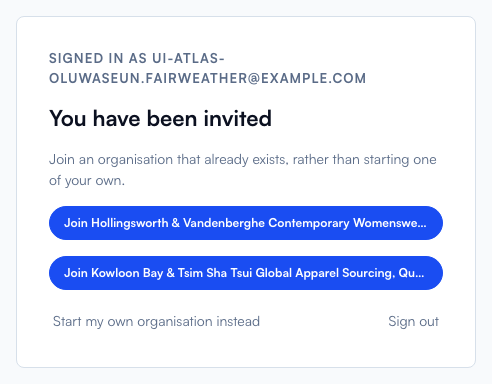 SIGNED IN AS UI-ATLAS-
OLUWASEUN.FAIRWEATHER@EXAMPLE.COM
You have been invited
Join an organisation that already exists, rather than starting one
of your own.
Join Hollingsworth & Vandenberghe Contemporary Womenswe...
Join Kowloon Bay & Tsim Sha Tsui Global Apparel Sourcing, Qu...
Start my own organisation instead
Sign out